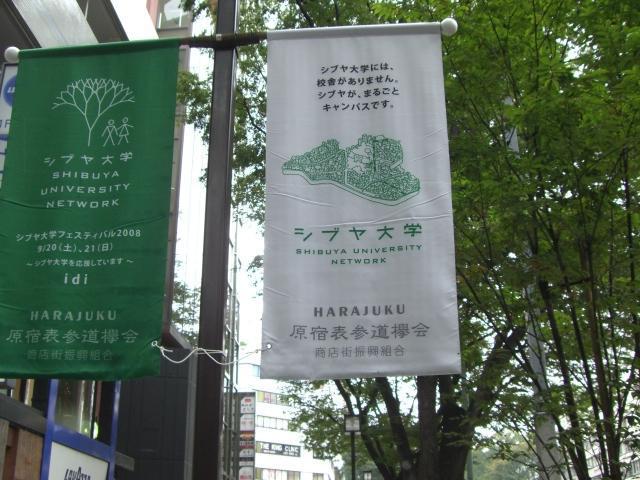 シブヤ大学
SHIBUYA
UNIVERSITY
NETWORK
シブヤ大学フェスティバル2008
9/20(土)、21(日)
～シブヤ大学を応援しています～
idi
HARAJUKU
原宿表参道欅会
商店街振興組合
シブヤ大学には、
校舎がありません。
シブヤが、まるごと
キャンパスです。
シブヤ大学
SHIBUYA UNIVERSITY
NETWORK
HARAJUKU
原宿表参道欅会
商店街振興組合